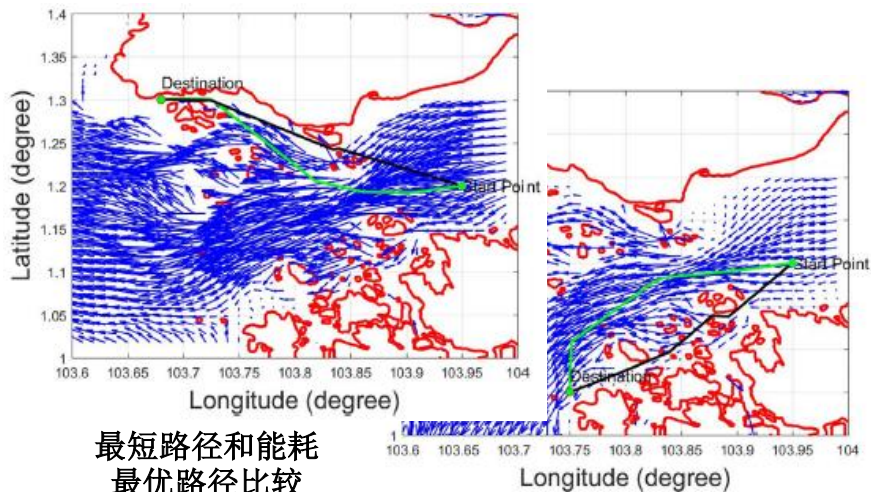 1.4
1.35
1.3
1.25
1.2
1.15
1.1
1.05
1
Latitude (degree)
Destination
Start Point
103.6 103.65 103.7 103.75 103.8 103.85 103.9 103.95 104
Longitude (degree)
Start Point
Destination
1
103.6 103.65 103.7 103.75 103.8 103.85 103.9 103.95 104
Longitude (degree)
最短路径和能耗
最优路径比较